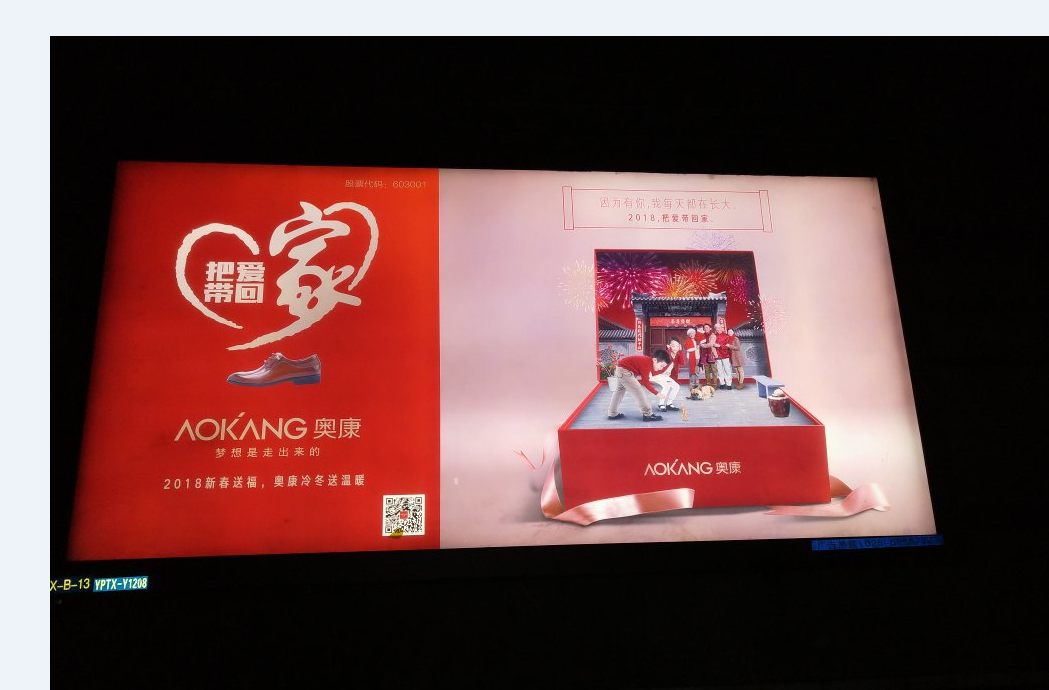 股票代码：603001
把爱
带回
家
AOKANG 奥康
梦想是走出来的
2018新春送福，奥康冷冬送温暖
因为有你,我每天都在长大,
2018,把爱带回家.
AOKANG 奥康
X-B-13 YPTX-Y1208